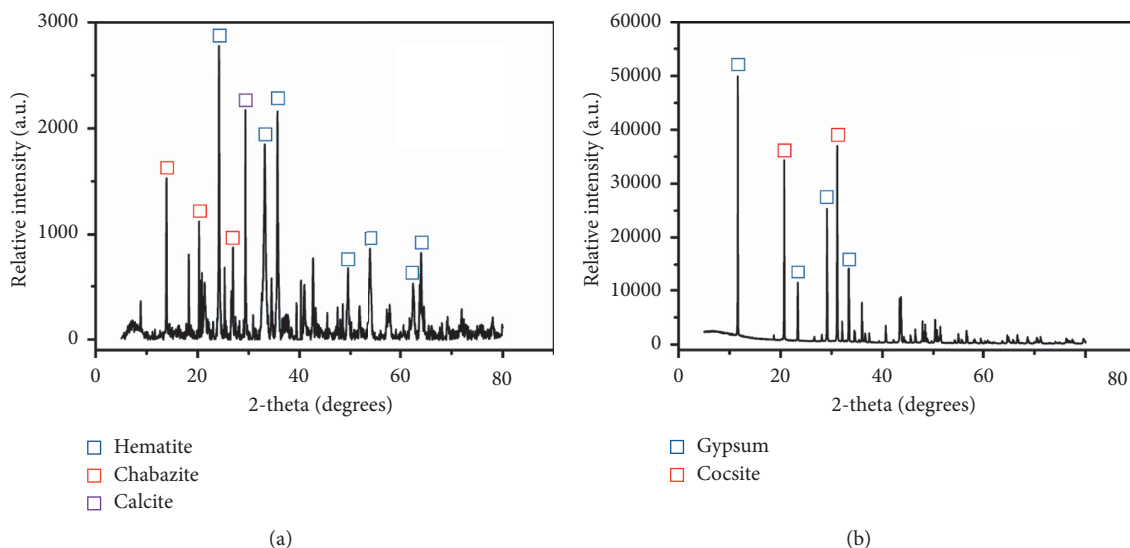 3000
2000
1000
0
0 20 40 60 80
Relative intensity (a.u.)
2-theta (degrees)
Hematite
Chabazite
Calcite
(a)
60000
50000
40000
30000
20000
10000
0
0 20 40 60 80
Relative intensity (a.u.)
2-theta (degrees)
Gypsum
Cocsite
(b)